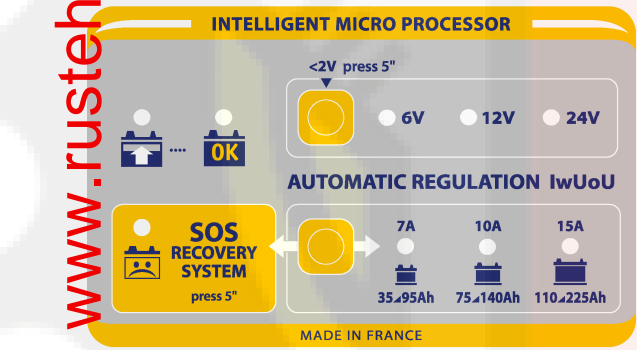 www.rusteh
INTELLIGENT MICRO PROCESSOR
<2V press 5"
6V 12V 24V
OK
AUTOMATIC REGULATION IwUoU
SOS
RECOVERY
SYSTEM
press 5"
7A 10A 15A
35⊿95Ah 75⊿140Ah 110⊿225Ah
MADE IN FRANCE